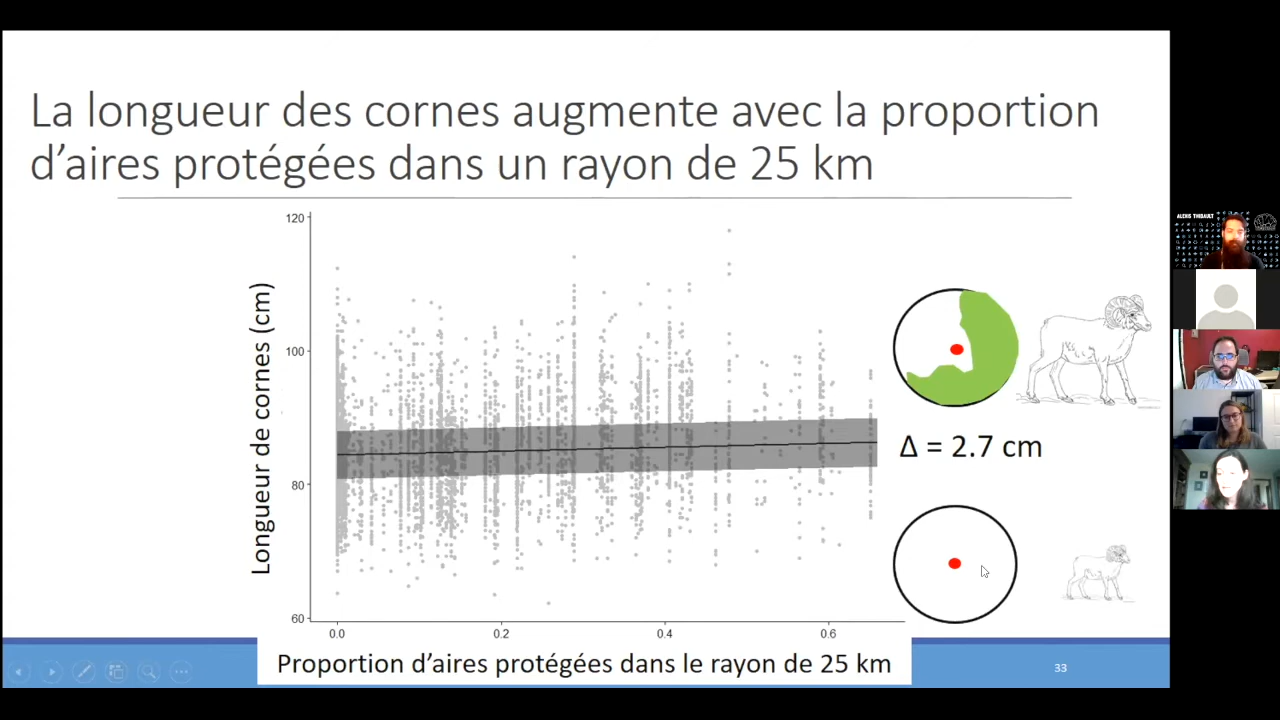 La longueur des cornes augmente avec la proportion
d’aires protégées dans un rayon de 25 km
120
100
80
60
Longueur de cornes (cm)
0.0
0.2
0.4
0.6
Proportion d’aires protégées dans le rayon de 25 km
Δ = 2.7 cm
33
ALEXIS THIBAULT